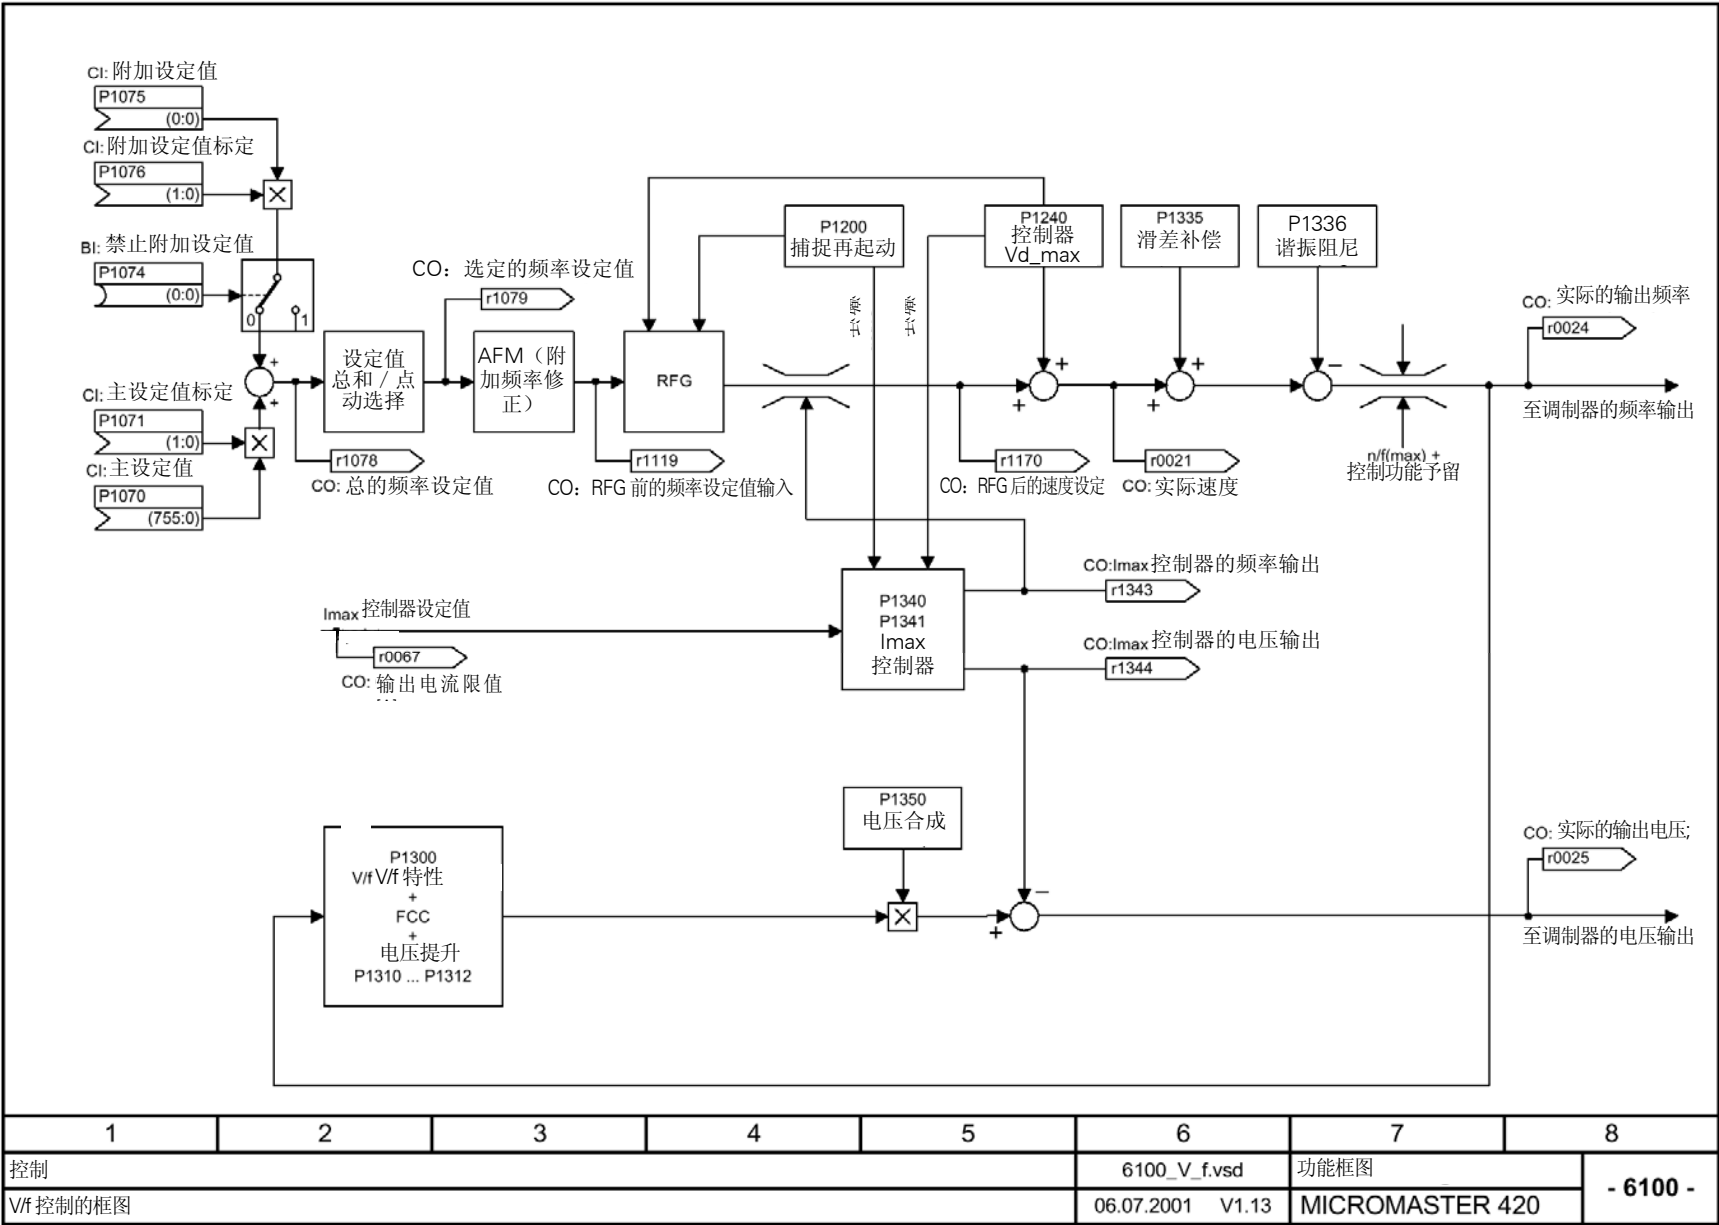 CI: 附加设定值
P1075
(0:0)
CI: 附加设定值标定
P1076
(1:0)
BI: 禁止附加设定值
P1074
(0:0)
0
1
CI: 主设定值标定
P1071
(1:0)
CI: 主设定值
P1070
(755:0)
+
+
设定值
总和 / 点
动选择
r1078
CO: 总的频率设定值
CO：选定的频率设定值
r1079
AFM（附
加频率修
正）
r1119
CO：RFG 前的频率设定值输入
RFG
P1200
捕捉再起动
P1240
控制器
Vd_max
P1335
滑差补偿
P1336
谐振阻尼
+
+
+
+
−
r1170
CO：RFG 后的速度设定
r0021
CO: 实际速度
n/f(max) +
控制功能予留
CO: 实际的输出频率
r0024
至调制器的频率输出
Imax 控制器设定值
r0067
CO: 输出电流限值
P1340
P1341
Imax
控制器
CO:Imax 控制器的频率输出
r1343
CO:Imax 控制器的电压输出
r1344
P1350
电压合成
P1300
V/f V/f 特性
+
FCC
+
电压提升
P1310 ... P1312
+
−
CO: 实际的输出电压;
r0025
至调制器的电压输出
1 2 3 4 5 6 7 8
控制
6100_V_f.vsd
功能框图
- 6100 -
V/f 控制的框图
06.07.2001 V1.13
MICROMASTER 420